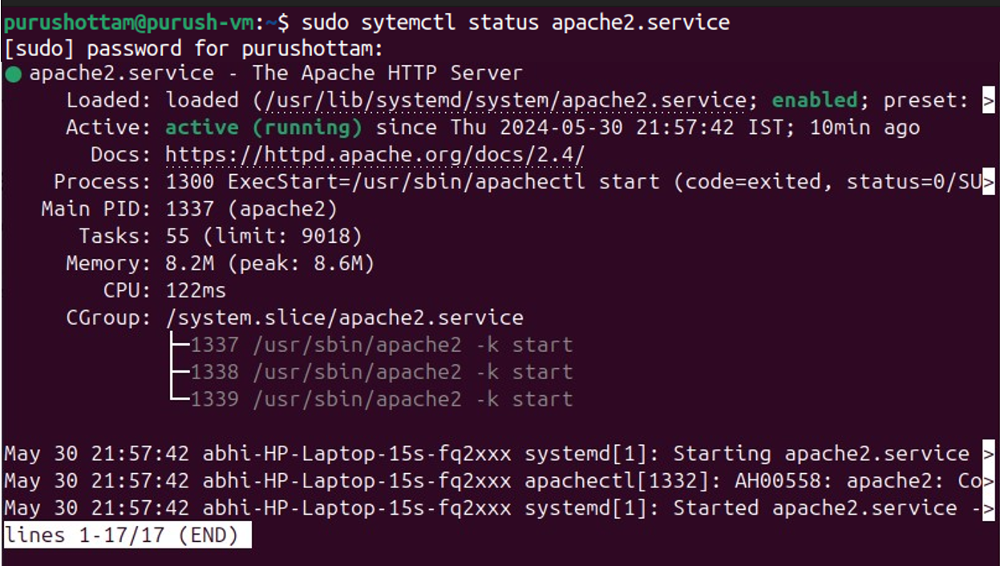 purushottam@purush-vm:~$ sudo sytemctl status apache2.service
[sudo] password for purushottam:
● apache2.service - The Apache HTTP Server
     Loaded: loaded (/usr/lib/systemd/system/apache2.service; enabled; preset: >
     Active: active (running) since Thu 2024-05-30 21:57:42 IST; 10min ago
       Docs: https://httpd.apache.org/docs/2.4/
    Process: 1300 ExecStart=/usr/sbin/apachectl start (code=exited, status=0/SU>
   Main PID: 1337 (apache2)
      Tasks: 55 (limit: 9018)
     Memory: 8.2M (peak: 8.6M)
        CPU: 122ms
     CGroup: /system.slice/apache2.service
             ├─1337 /usr/sbin/apache2 -k start
             ├─1338 /usr/sbin/apache2 -k start
             └─1339 /usr/sbin/apache2 -k start

May 30 21:57:42 abhi-HP-Laptop-15s-fq2xxx systemd[1]: Starting apache2.service >
May 30 21:57:42 abhi-HP-Laptop-15s-fq2xxx apachectl[1332]: AH00558: apache2: Co>
May 30 21:57:42 abhi-HP-Laptop-15s-fq2xxx systemd[1]: Started apache2.service ->
lines 1-17/17 (END)